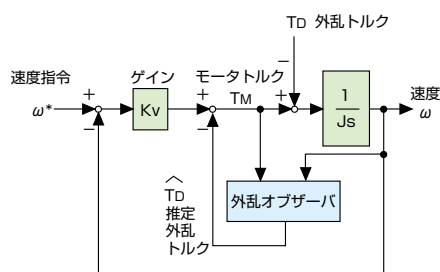 TD 外乱トルク
速度指令
ω*
+
−
ゲイン
Kv
モータトルク
+
−
TM
−
+
1
Js
速度
ω
^
TD
推定
外乱
トルク
外乱オブザーバ